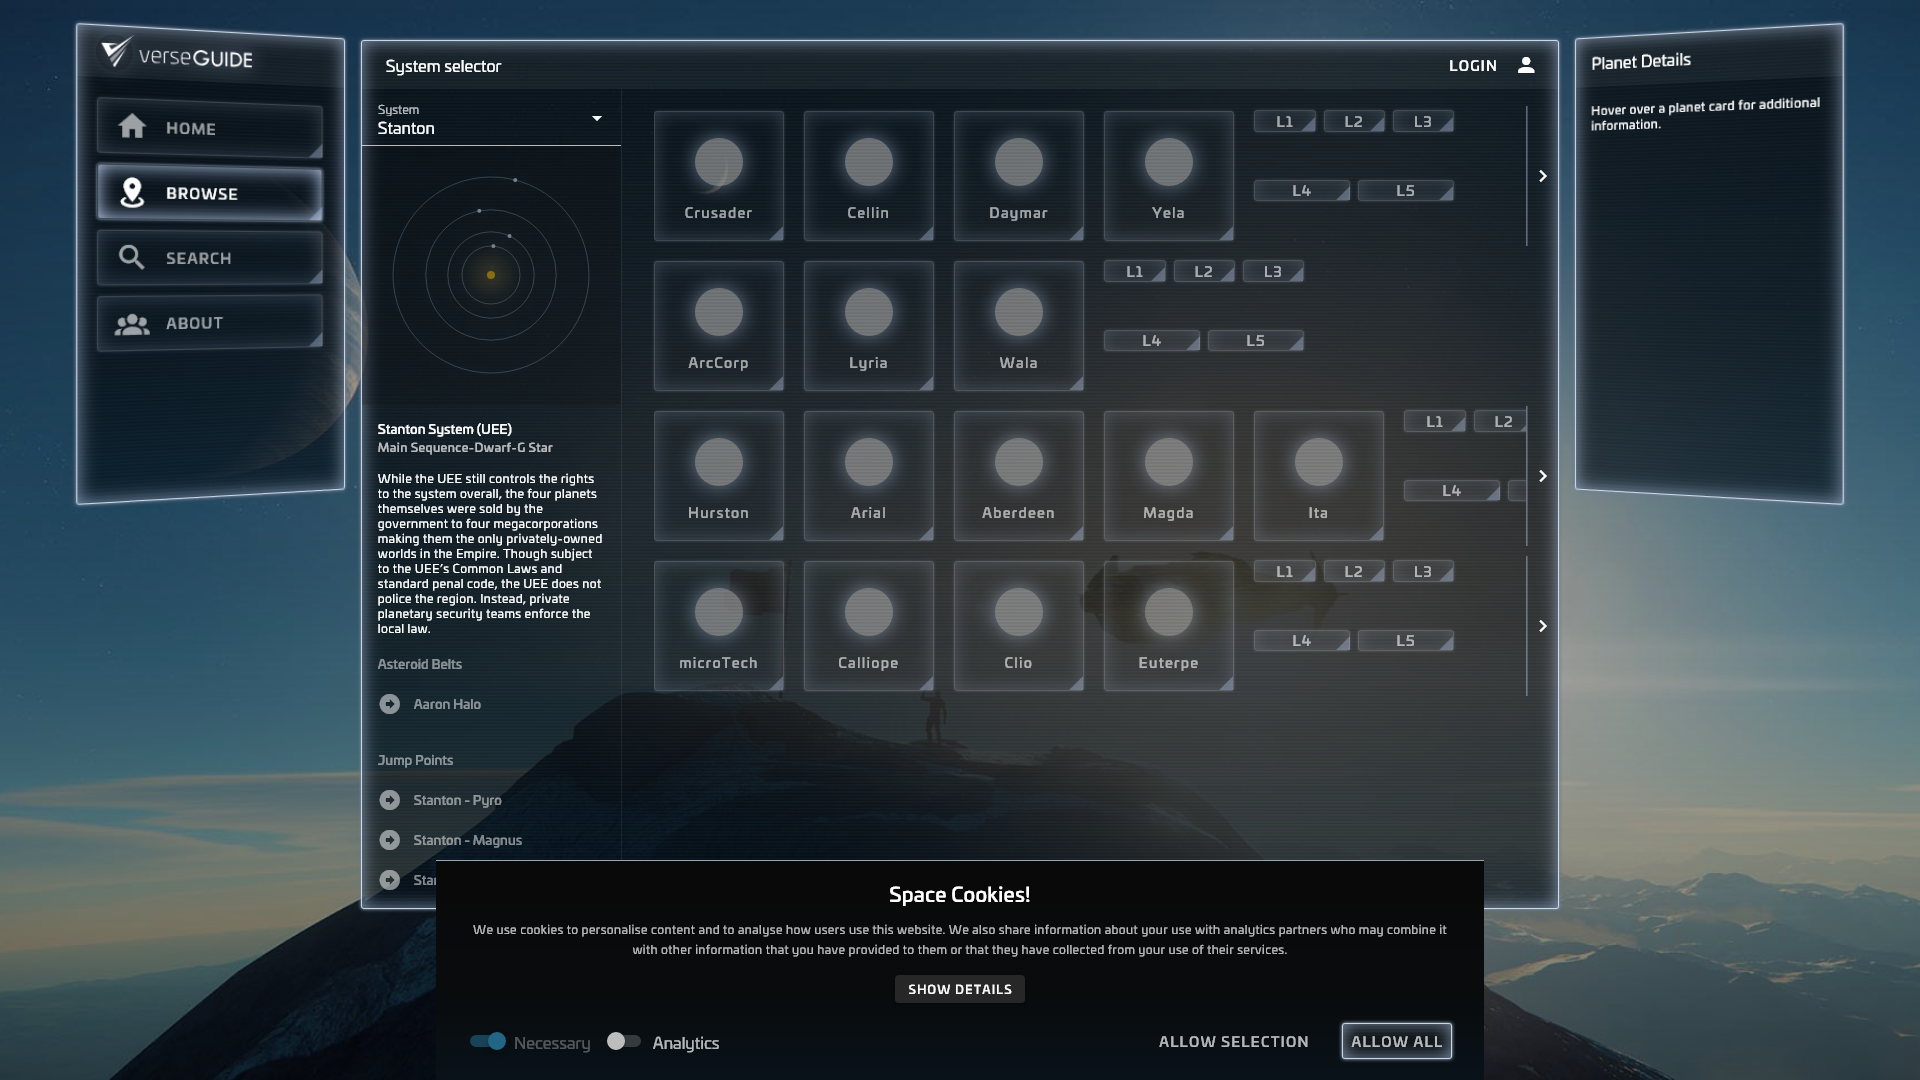 verseGUIDE
HOME
BROWSE
SEARCH
ABOUT
System selector
LOGIN
System
Stanton
Stanton System (UEE)
Main Sequence-Dwarf-G Star
While the UEE still controls the rights
to the system overall, the four planets
themselves were sold by the
government to four megacorporations
making them the only privately-owned
worlds in the Empire. Though subject
to the UEE's Common Laws and
standard penal code, the UEE does not
police the region. Instead, private
planetary security teams enforce the
local law.
Asteroid Belts
Aaron Halo
Jump Points
Stanton - Pyro
Stanton - Magnus
Crusader Cellin Daymar Yela
L1 L2 L3
L4 L5
ArcCorp Lyria Wala
L1 L2 L3
L4 L5
Hurston Arial Aberdeen Magda Ita
L1 L2
L4
microTech Calliope Clio Euterpe
L1 L2 L3
L4 L5
Planet Details
Hover over a planet card for additional
information.
Space Cookies!
We use cookies to personalise content and to analyse how users use this website. We also share information about your use with analytics partners who may combine it
with other information that you have provided to them or that they have collected from your use of their services.
SHOW DETAILS
Necessary Analytics
ALLOW SELECTION ALLOW ALL